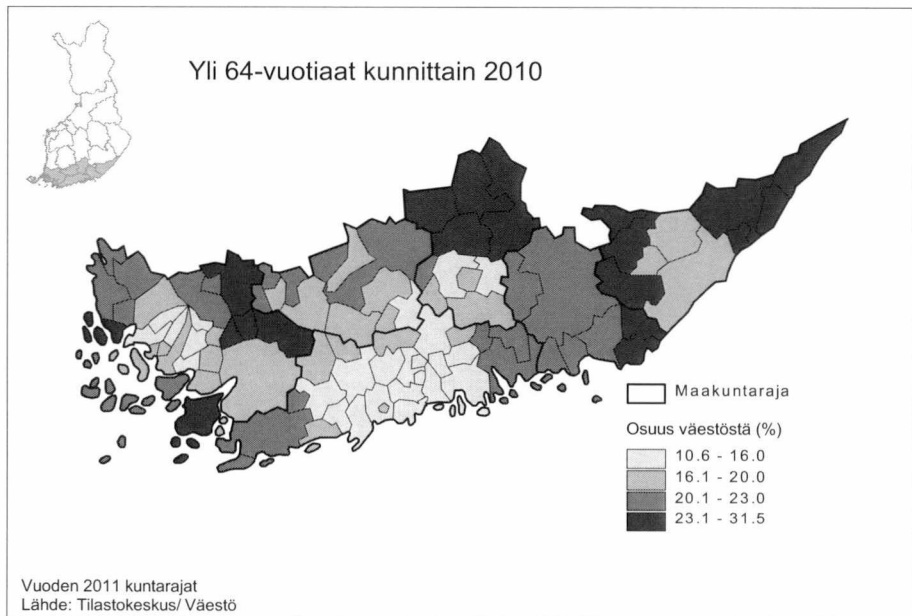 Yli 64-vuotiaat kunnittain 2010
Maakuntaraja
Osuus väestöstä (%)
10.6 - 16.0
16.1 - 20.0
20.1 - 23.0
23.1 - 31.5
Vuoden 2011 kuntarajat
Lähde: Tilastokeskus/ Väestö